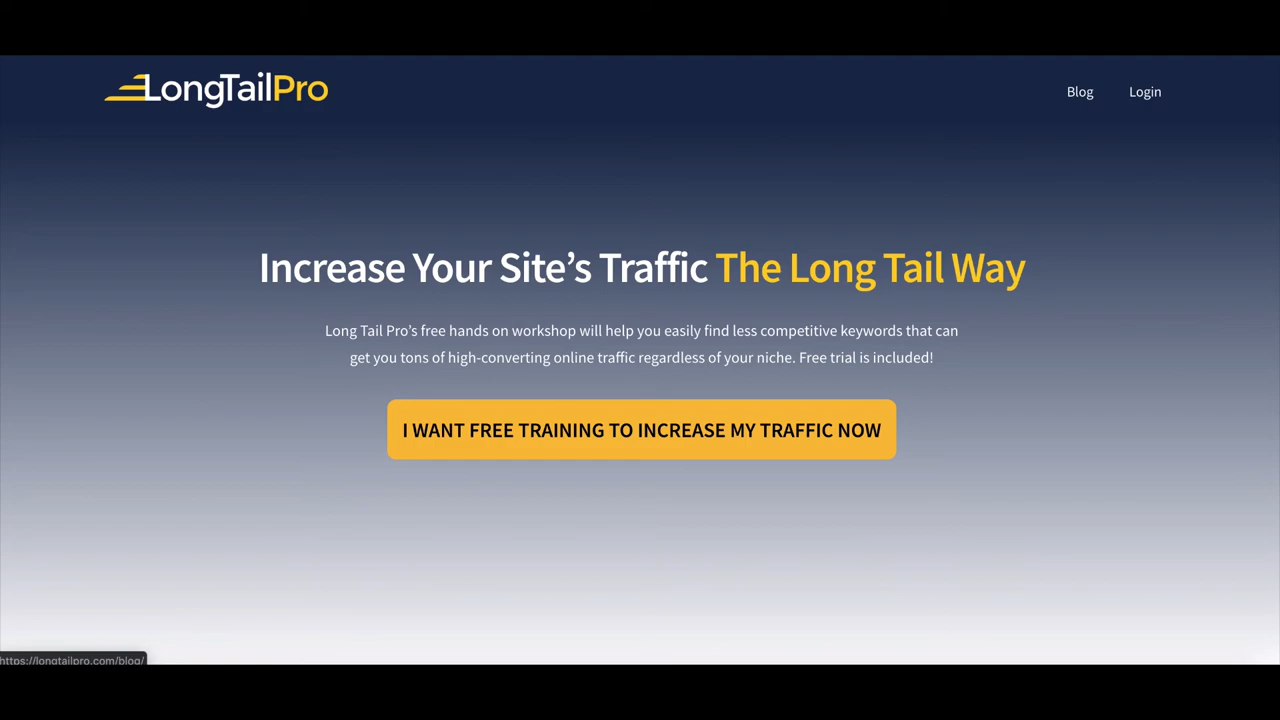 LongTailPro
Blog
Login
Increase Your Site’s Traffic The Long Tail Way
Long Tail Pro’s free hands on workshop will help you easily find less competitive keywords that can
get you tons of high-converting online traffic regardless of your niche. Free trial is included!
I WANT FREE TRAINING TO INCREASE MY TRAFFIC NOW
https://longtailpro.com/blog/